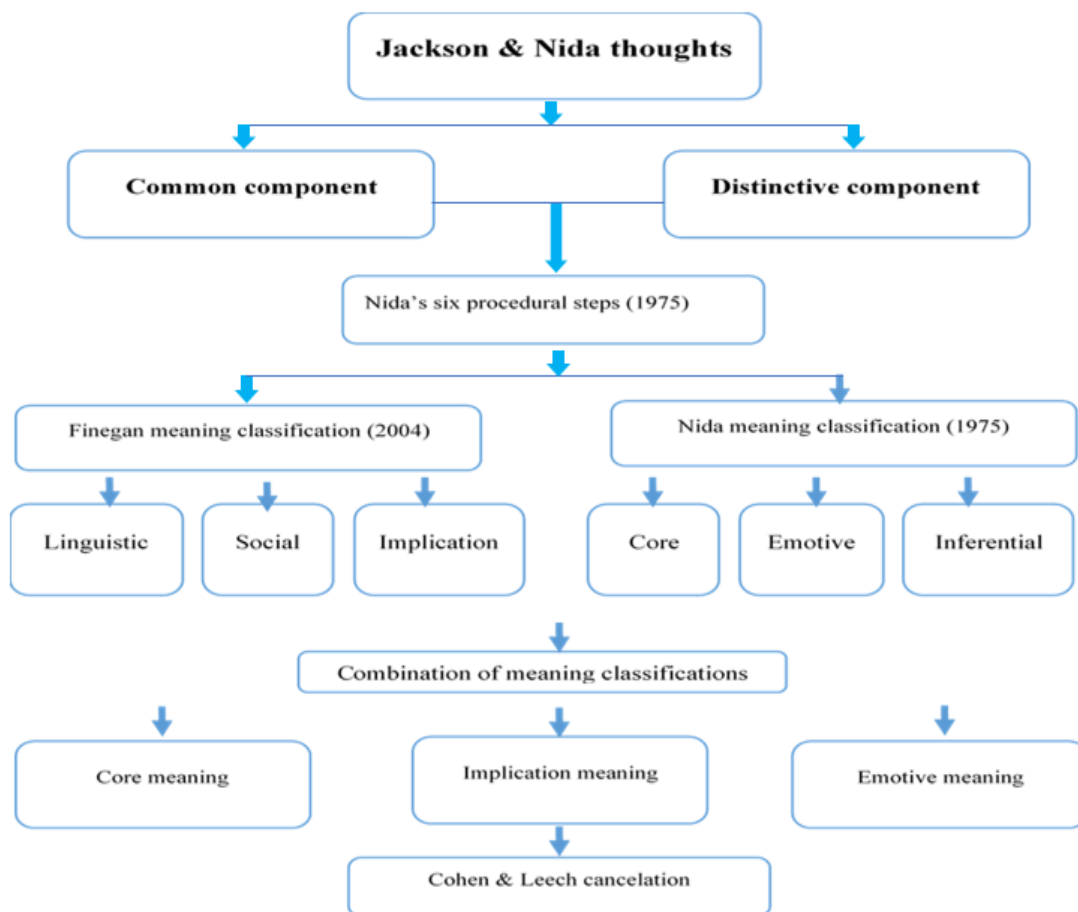 Jackson & Nida thoughts
Common component
Distinctive component
Nida's six procedural steps (1975)
Finegan meaning classification (2004)
Nida meaning classification (1975)
Linguistic
Social
Implication
Core
Emotive
Inferential
Combination of meaning classifications
Core meaning
Implication meaning
Emotive meaning
Cohen & Leech cancelation